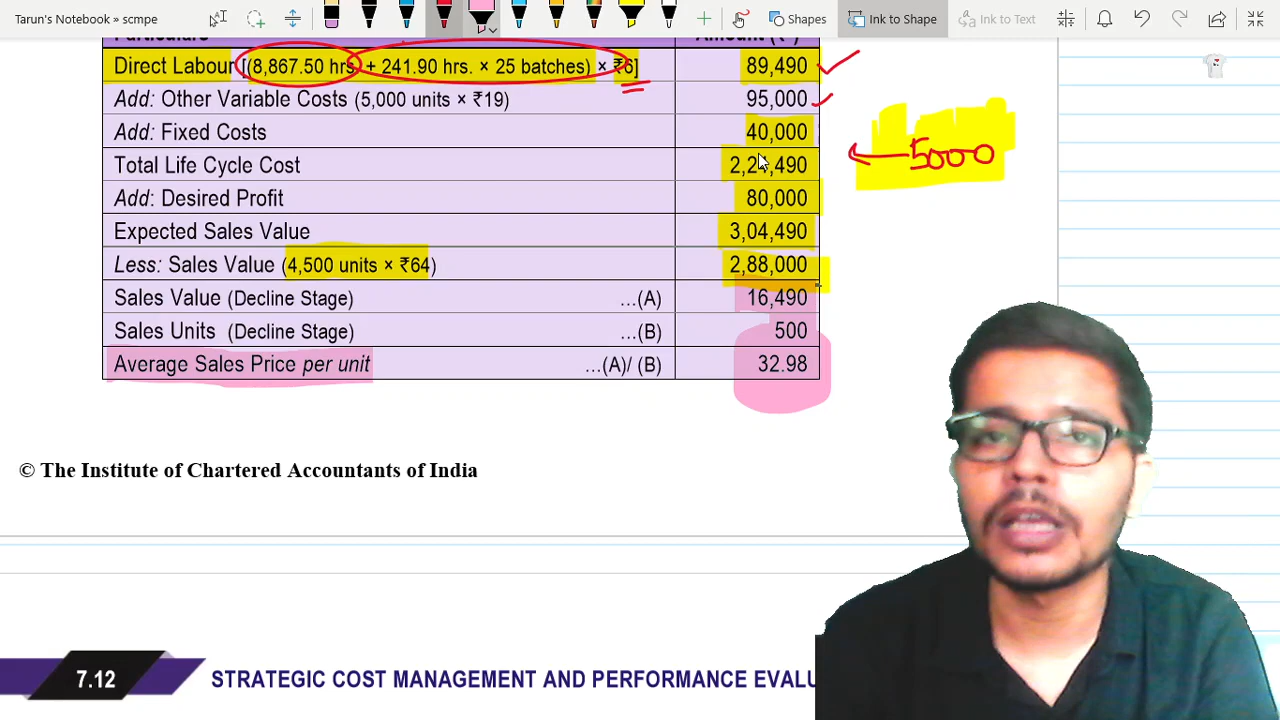 Tarun's Notebook » scmpe
Shapes
Ink to Shape
Ink to Text
Particulars Amount (₹)
Direct Labour [(8,867.50 hrs. + 241.90 hrs. × 25 batches) × ₹6] 89,490
Add: Other Variable Costs (5,000 units × ₹19) 95,000
Add: Fixed Costs 40,000
5000
Total Life Cycle Cost 2,2 ,490
Add: Desired Profit 80,000
Expected Sales Value 3,04,490
Less: Sales Value (4,500 units × ₹64) 2,88,000
Sales Value (Decline Stage) …(A) 16,490
Sales Units (Decline Stage) …(B) 500
Average Sales Price per unit …(A)/ (B) 32.98
© The Institute of Chartered Accountants of India
7.12 STRATEGIC COST MANAGEMENT AND PERFORMANCE EVALU